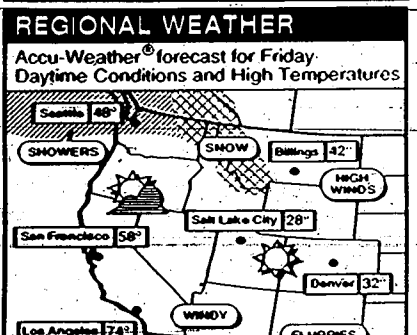 REGIONAL WEATHER
Accu-Weather® forecast for Friday
Daytime Conditions and High Temperatures
Seattle 48°
SHOWERS
SNOW
Billings 42°
HIGH
WINDS
Salt Lake City 28°
San Francisco 58°
Denver 32°
WINDY
Los Angeles 74°
FLURRIES